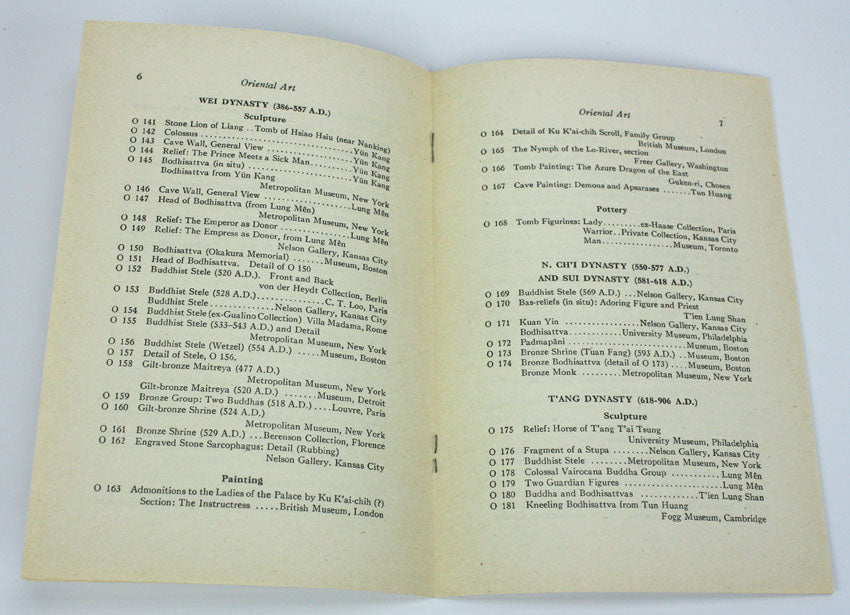 6
Oriental Art
WEI DYNASTY (386-557 A.D.)
Sculpture
O 141 Stone Lion of Liang ..Tomb of Hsiao Hsiu (near Nanking)
O 142 Colossus ........................Yün Kang
O 143 Cave Wall, General View ................Yün Kang
O 144 Relief: The Prince Meets a Sick Man........Yün Kang
O 145 Bodhisattva (in situ) ....................Yün Kang
Bodhisattva from Yün Kang
Metropolitan Museum, New York
O 146 Cave Wall, General View ................Lung Mên
O 147 Head of Bodhisattva (from Lung Mên)
Metropolitan Museum, New York
O 148 Relief: The Emperor as Donor ............Lung Mên
O 149 Relief: The Empress as Donor, from Lung Mên
Nelson Gallery, Kansas City
O 150 Bodhisattva (Okakura Memorial) .......Museum, Boston
O 151 Head of Bodhisattva. Detail of O 150
O 152 Buddhist Stele (520 A.D.). Front and Back
von der Heydt Collection, Berlin
O 153 Buddhist Stele (528 A.D.)..............C. T. Loo, Paris
Buddhist Stele ..............Nelson Gallery, Kansas City
O 154 Buddhist Stele (ex-Gualino Collection) Villa Madama, Rome
O 155 Buddhist Stele (533-543 A.D.) and Detail
Metropolitan Museum, New York
O 156 Buddhist Stele (Wetzel) (554 A.D.) .....Museum, Boston
O 157 Detail of Stele, O 156.
O 158 Gilt-bronze Maitreya (477 A.D.)
Metropolitan Museum, New York
Gilt-bronze Maitreya (520 A.D.) .......Museum, Detroit
O 159 Bronze Group: Two Buddhas (518 A.D.)....Louvre, Paris
O 160 Gilt-bronze Shrine (524 A.D.)
Metropolitan Museum, New York
O 161 Bronze Shrine (529 A.D.) ...Berenson Collection, Florence
O 162 Engraved Stone Sarcophagus: Detail (Rubbing)
Nelson Gallery. Kansas City
Painting
O 163 Admonitions to the Ladies of the Palace by Ku K'ai-chih (?)
Section: The Instructress .....British Museum, London
Oriental Art
7
O 164 Detail of Ku K'ai-chih Scroll, Family Group
British Museum, London
O 165 The Nymph of the Lo-River, section
Freer Gallery, Washington
O 166 Tomb Painting: The Azure Dragon of the East
Guken-ri, Chosen
O 167 Cave Painting: Demons and Apsarases .......Tun Huang
Pottery
O 168 Tomb Figurines: Lady........ex-Haase Collection, Paris
Warrior..Private Collection, Kansas City
Man..............Museum, Toronto
N. CH'I DYNASTY (550-577 A.D.)
AND SUI DYNASTY (581-618 A.D.)
O 169 Buddhist Stele (569 A.D.) ...Nelson Gallery, Kansas City
O 170 Bas-reliefs (in situ): Adoring Figure and Priest
T'ien Lung Shan
O 171 Kuan Yin ................Nelson Gallery, Kansas City
Bodhisattva............University Museum, Philadelphia
O 172 Padmapāni ..........................Museum, Boston
O 173 Bronze Shrine (Tuan Fang) (593 A.D.) ..Museum, Boston
O 174 Bronze Bodhisattva (detail of O 173) ....Museum, Boston
Bronze Monk .........Metropolitan Museum, New York
T'ANG DYNASTY (618-906 A.D.)
Sculpture
O 175 Relief: Horse of T'ang T'ai Tsung
University Museum, Philadelphia
O 176 Fragment of a Stupa ........Nelson Gallery, Kansas City
O 177 Buddhist Stele .......Metropolitan Museum, New York
O 178 Colossal Vairocana Buddha Group ..........Lung Mên
O 179 Two Guardian Figures ....................Lung Mên
O 180 Buddha and Bodhisattvas ............T'ien Lung Shan
O 181 Kneeling Bodhisattva from Tun Huang
Fogg Museum, Cambridge